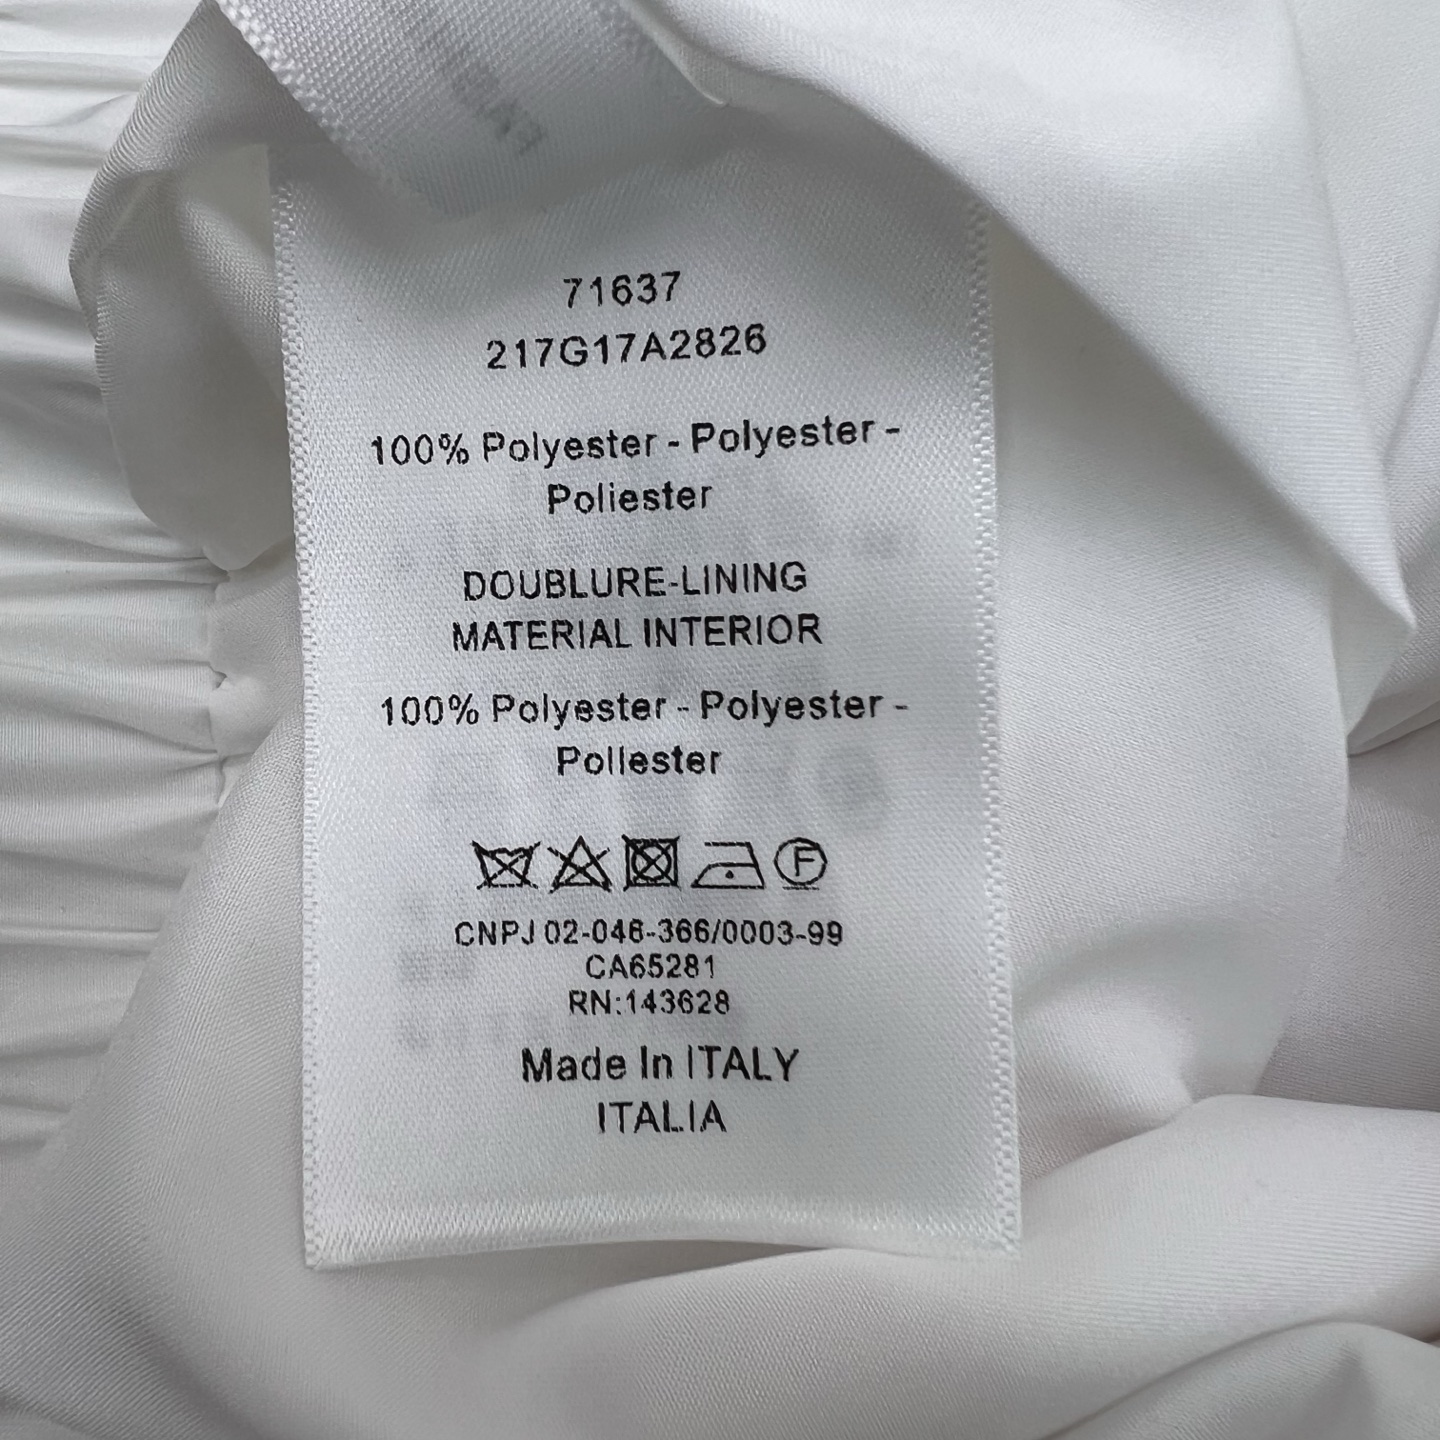 71637
217G17A2826
100% Polyester - Polyester -
Poliester
DOUBLURE-LINING
MATERIAL INTERIOR
100% Polyester - Polyester -
Poliester
F
CNPJ 02-046-366/0003-99
CA65281
RN:143628
Made In ITALY
ITALIA